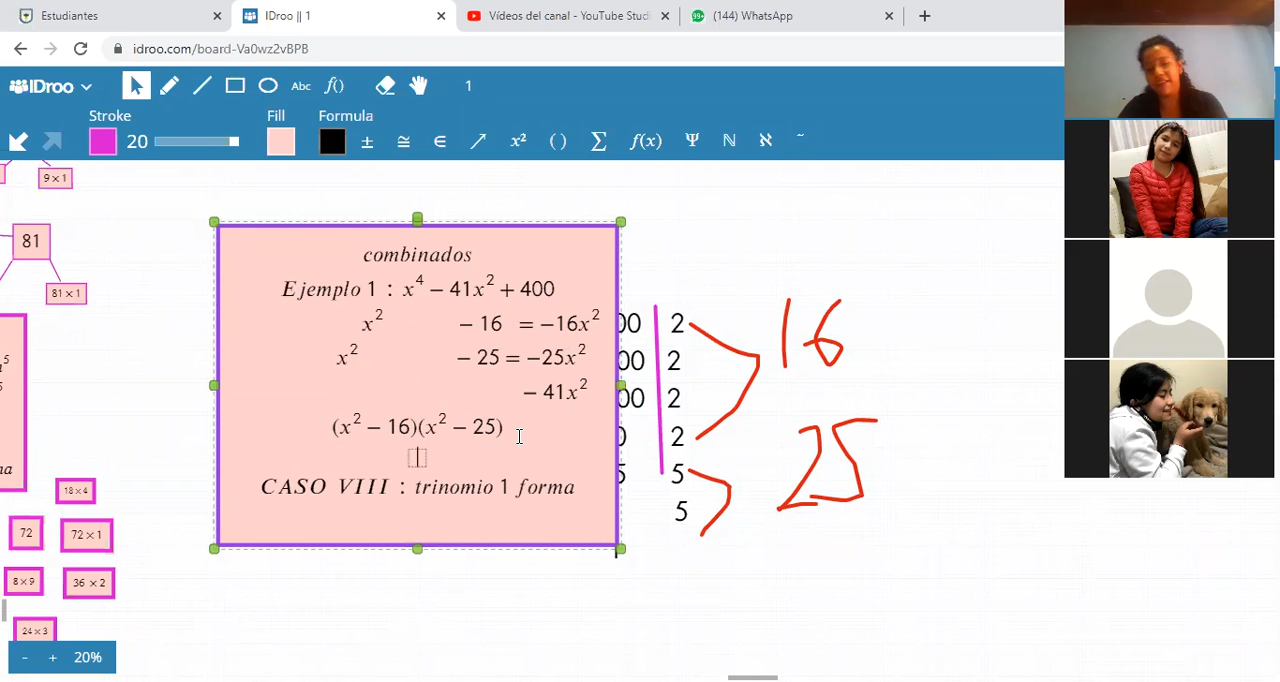 Estudiantes
IDroo || 1
Vídeos del canal - YouTube Studi
(144) WhatsApp
99+
idroo.com/board-Va0wz2vBPB
IDroo
Abc
f()
1
Stroke
Fill
Formula
20
± ≅ ∈ x² ( ) ∑ f(x) Ψ ℕ ℵ ~
9 x 1
81
81 x 1
combinados
Ejemplo 1 : x⁴ − 41x² + 400
x² − 16 = −16x²
x² − 25 = −25x²
− 41x²
(x² − 16)(x² − 25)
CASO VIII : trinomio 1 forma
00 2
00 2
00 2
0 2
5 5
5
16
25
18 x 4
72
72 x 1
8 x 9
36 x 2
24 x 3
- + 20%